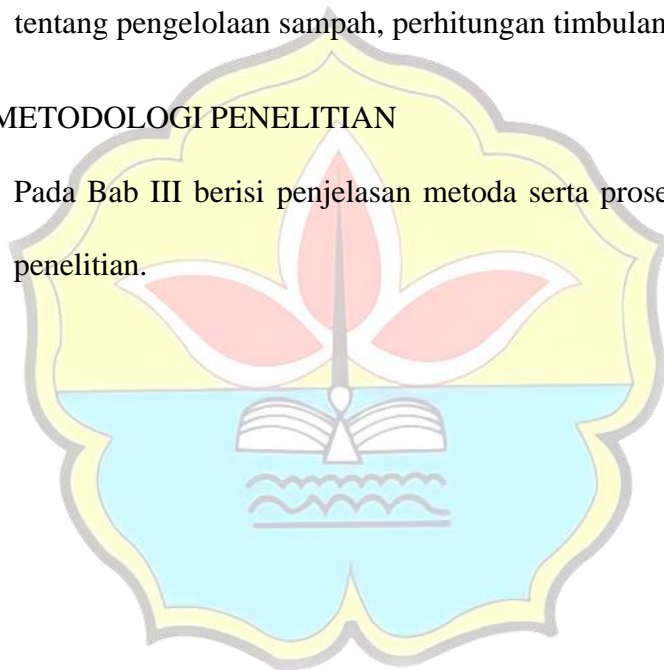 tentang pengelolaan sampah, perhitungan timbulan
METODOLOGI PENELITIAN
Pada Bab III berisi penjelasan metoda serta prose
penelitian.